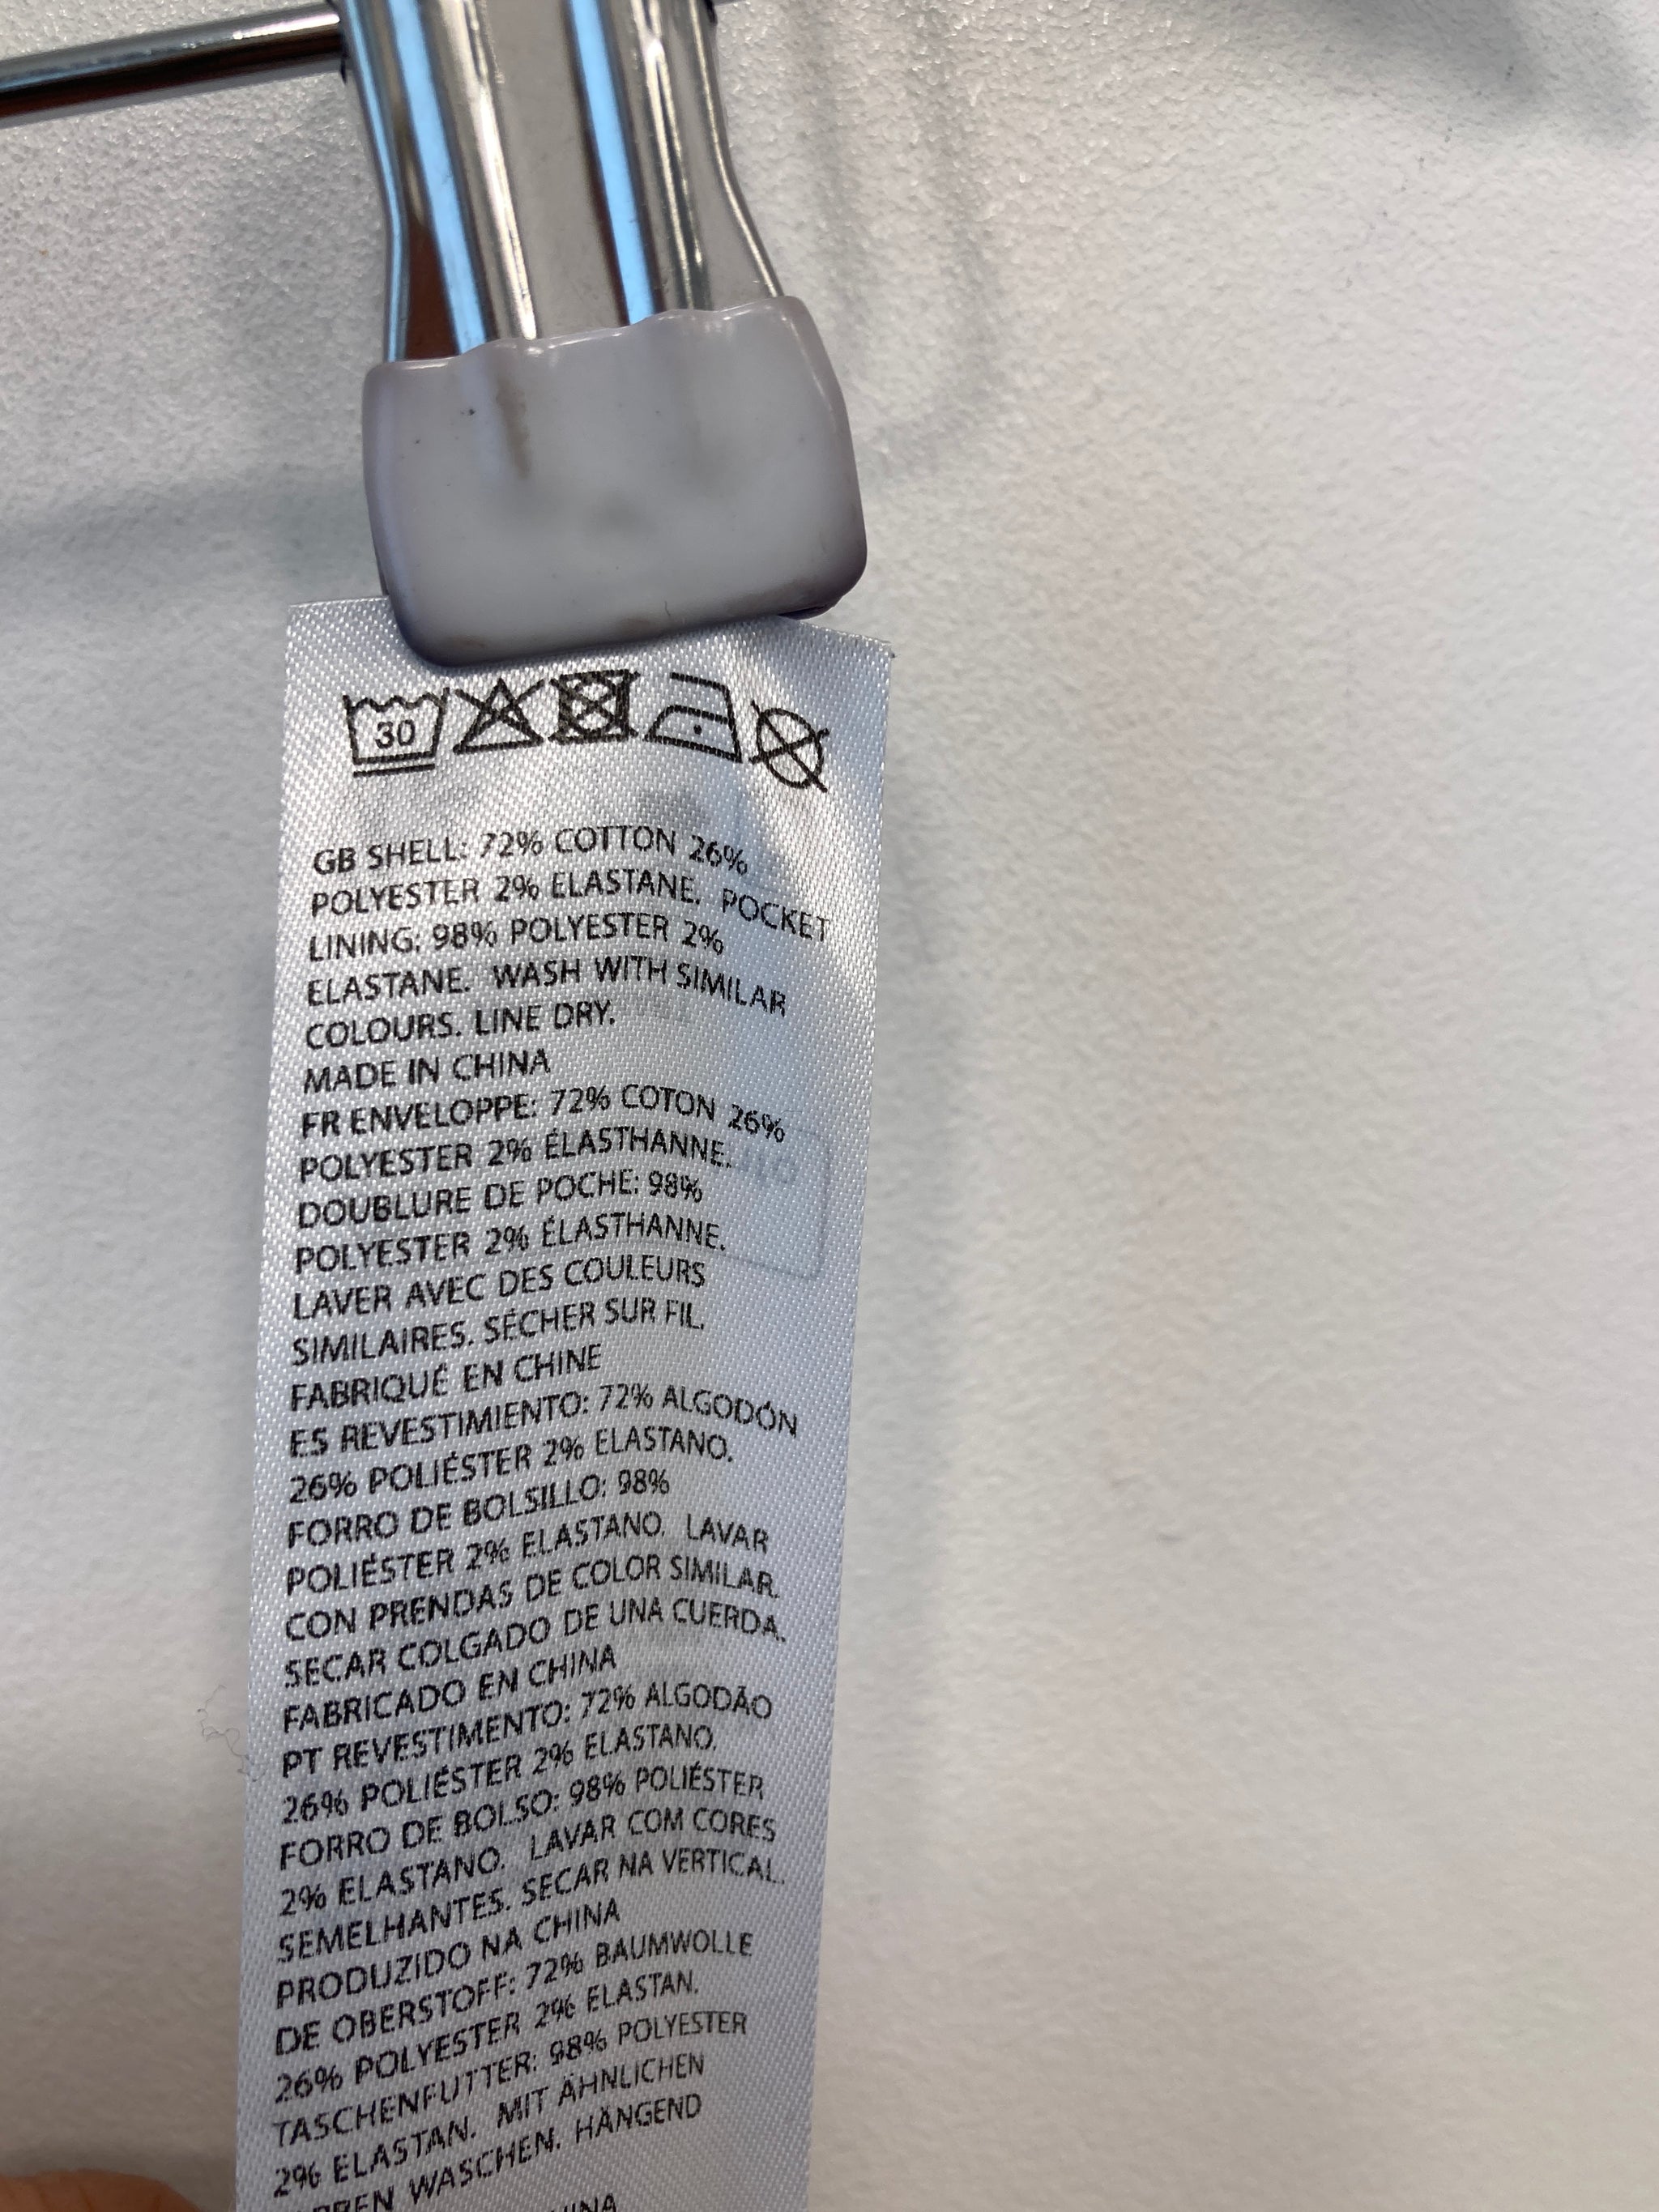 30
GB SHELL: 72% COTTON 26%
POLYESTER 2% ELASTANE. POCKET
LINING: 98% POLYESTER 2%
ELASTANE. WASH WITH SIMILAR
COLOURS. LINE DRY.
MADE IN CHINA
FR ENVELOPPE: 72% COTON 26%
POLYESTER 2% ÉLASTHANNE.
DOUBLURE DE POCHE: 98%
POLYESTER 2% ÉLASTHANNE.
LAVER AVEC DES COULEURS
SIMILAIRES. SÉCHER SUR FIL.
FABRIQUÉ EN CHINE
ES REVESTIMIENTO: 72% ALGODÓN
26% POLIÉSTER 2% ELASTANO.
FORRO DE BOLSILLO: 98%
POLIÉSTER 2% ELASTANO. LAVAR
CON PRENDAS DE COLOR SIMILAR.
SECAR COLGADO DE UNA CUERDA.
FABRICADO EN CHINA
PT REVESTIMENTO: 72% ALGODÃO
26% POLIÉSTER 2% ELASTANO.
FORRO DE BOLSO: 98% POLIÉSTER
2% ELASTANO. LAVAR COM CORES
SEMELHANTES. SECAR NA VERTICAL.
PRODUZIDO NA CHINA
DE OBERSTOFF: 72% BAUMWOLLE
26% POLYESTER 2% ELASTAN.
TASCHENFUTTER: 98% POLYESTER
2% ELASTAN. MIT ÄHNLICHEN
WASCHEN. HÄNGEND